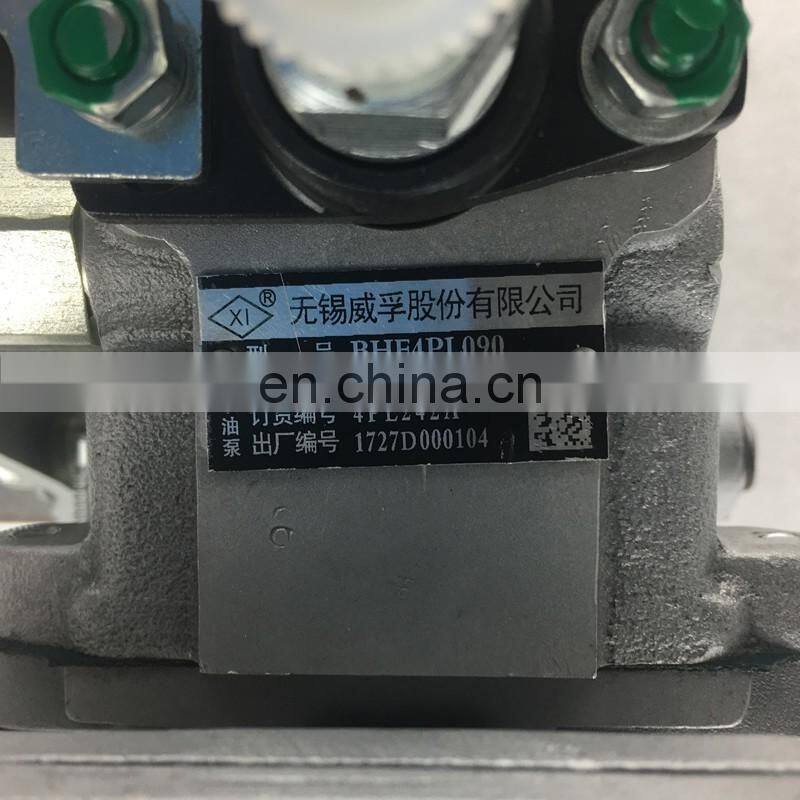 XI ® 无锡威孚股份有限公司
型 号 BHF4PL090
en.china.cn
订货编号 4PL242A
油泵 出厂编号 1727D000104